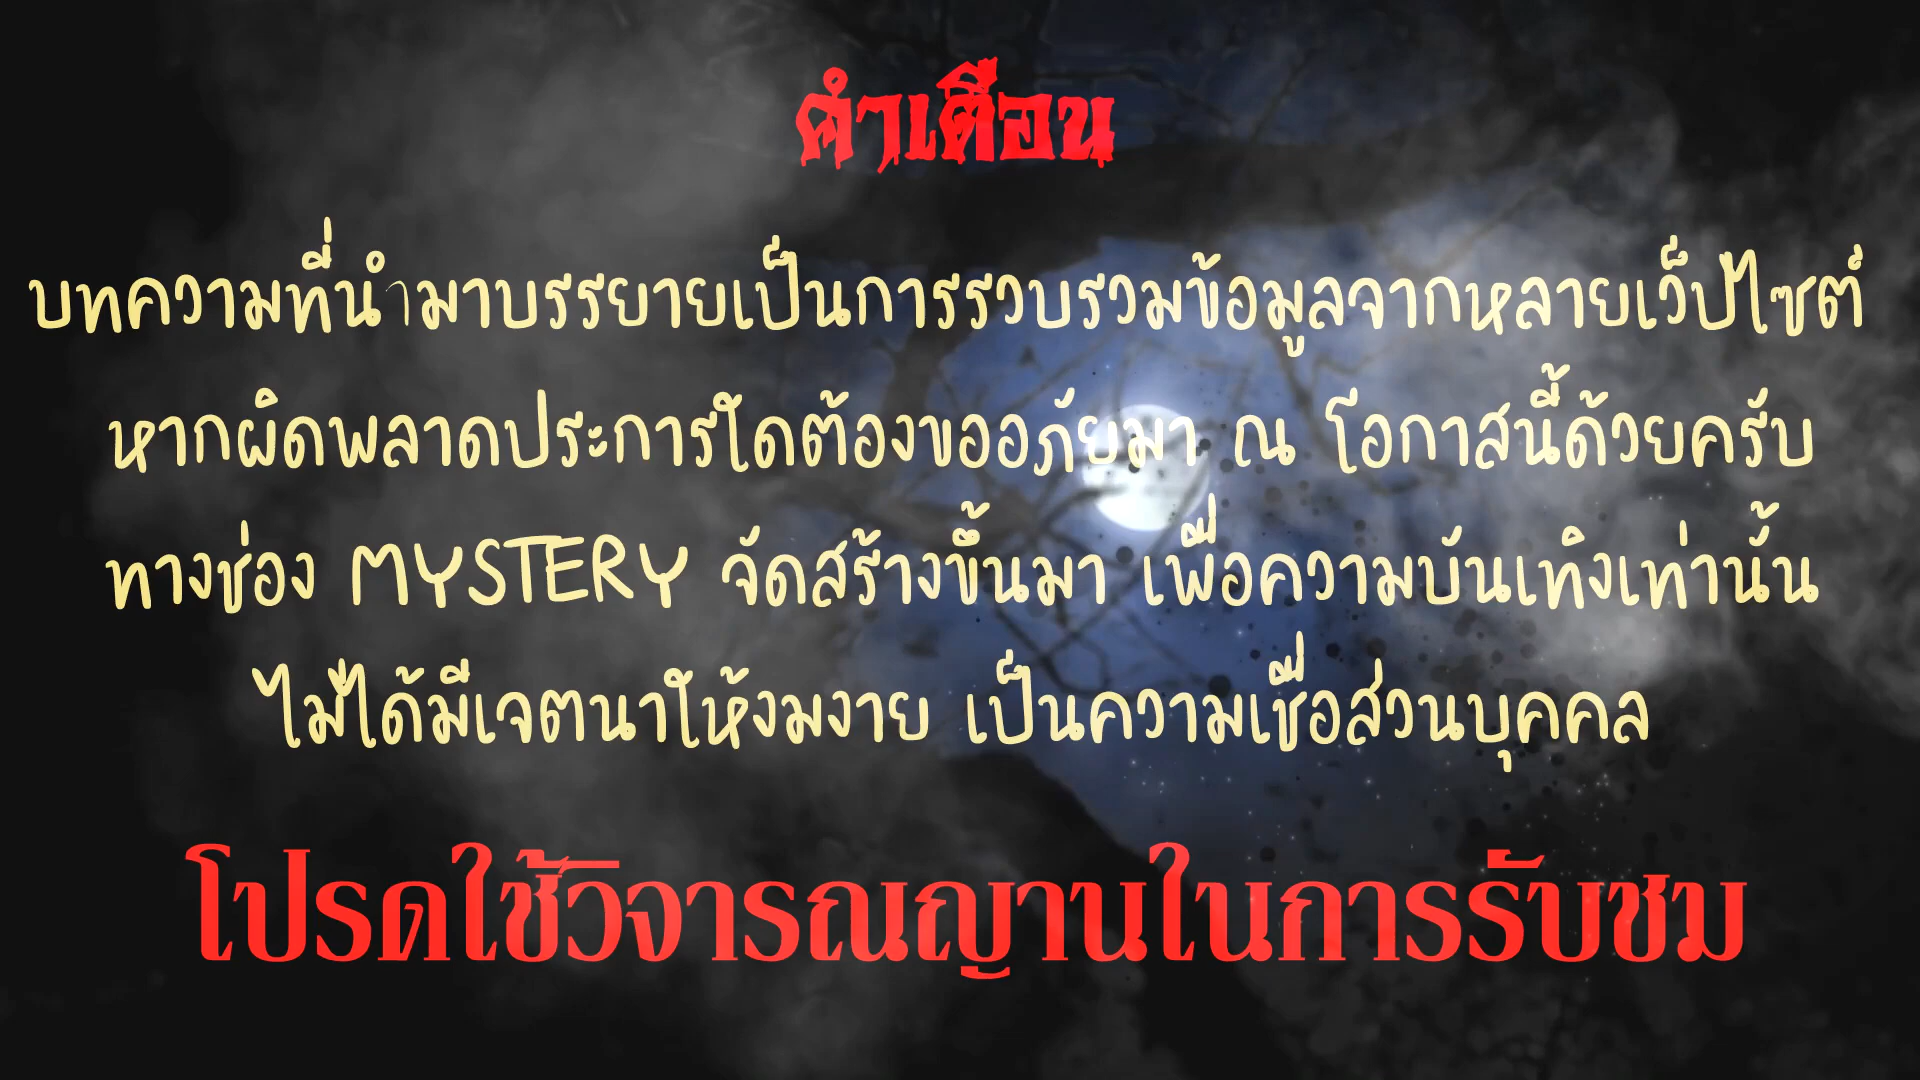 คำเตือน
บทความที่นำมาบรรยายเป็นการรวบรวมข้อมูลจากหลายเว็ปไซต์
หากผิดพลาดประการใดต้องขออภัยมา ณ โอกาสนี้ด้วยครับ
ทางช่อง MYSTERY จัดสร้างขึ้นมา เพื่อความบันเทิงเท่านั้น
ไม่ได้มีเจตนาให้งมงาย เป็นความเชื่อส่วนบุคคล
โปรดใช้วิจารณญานในการรับชม